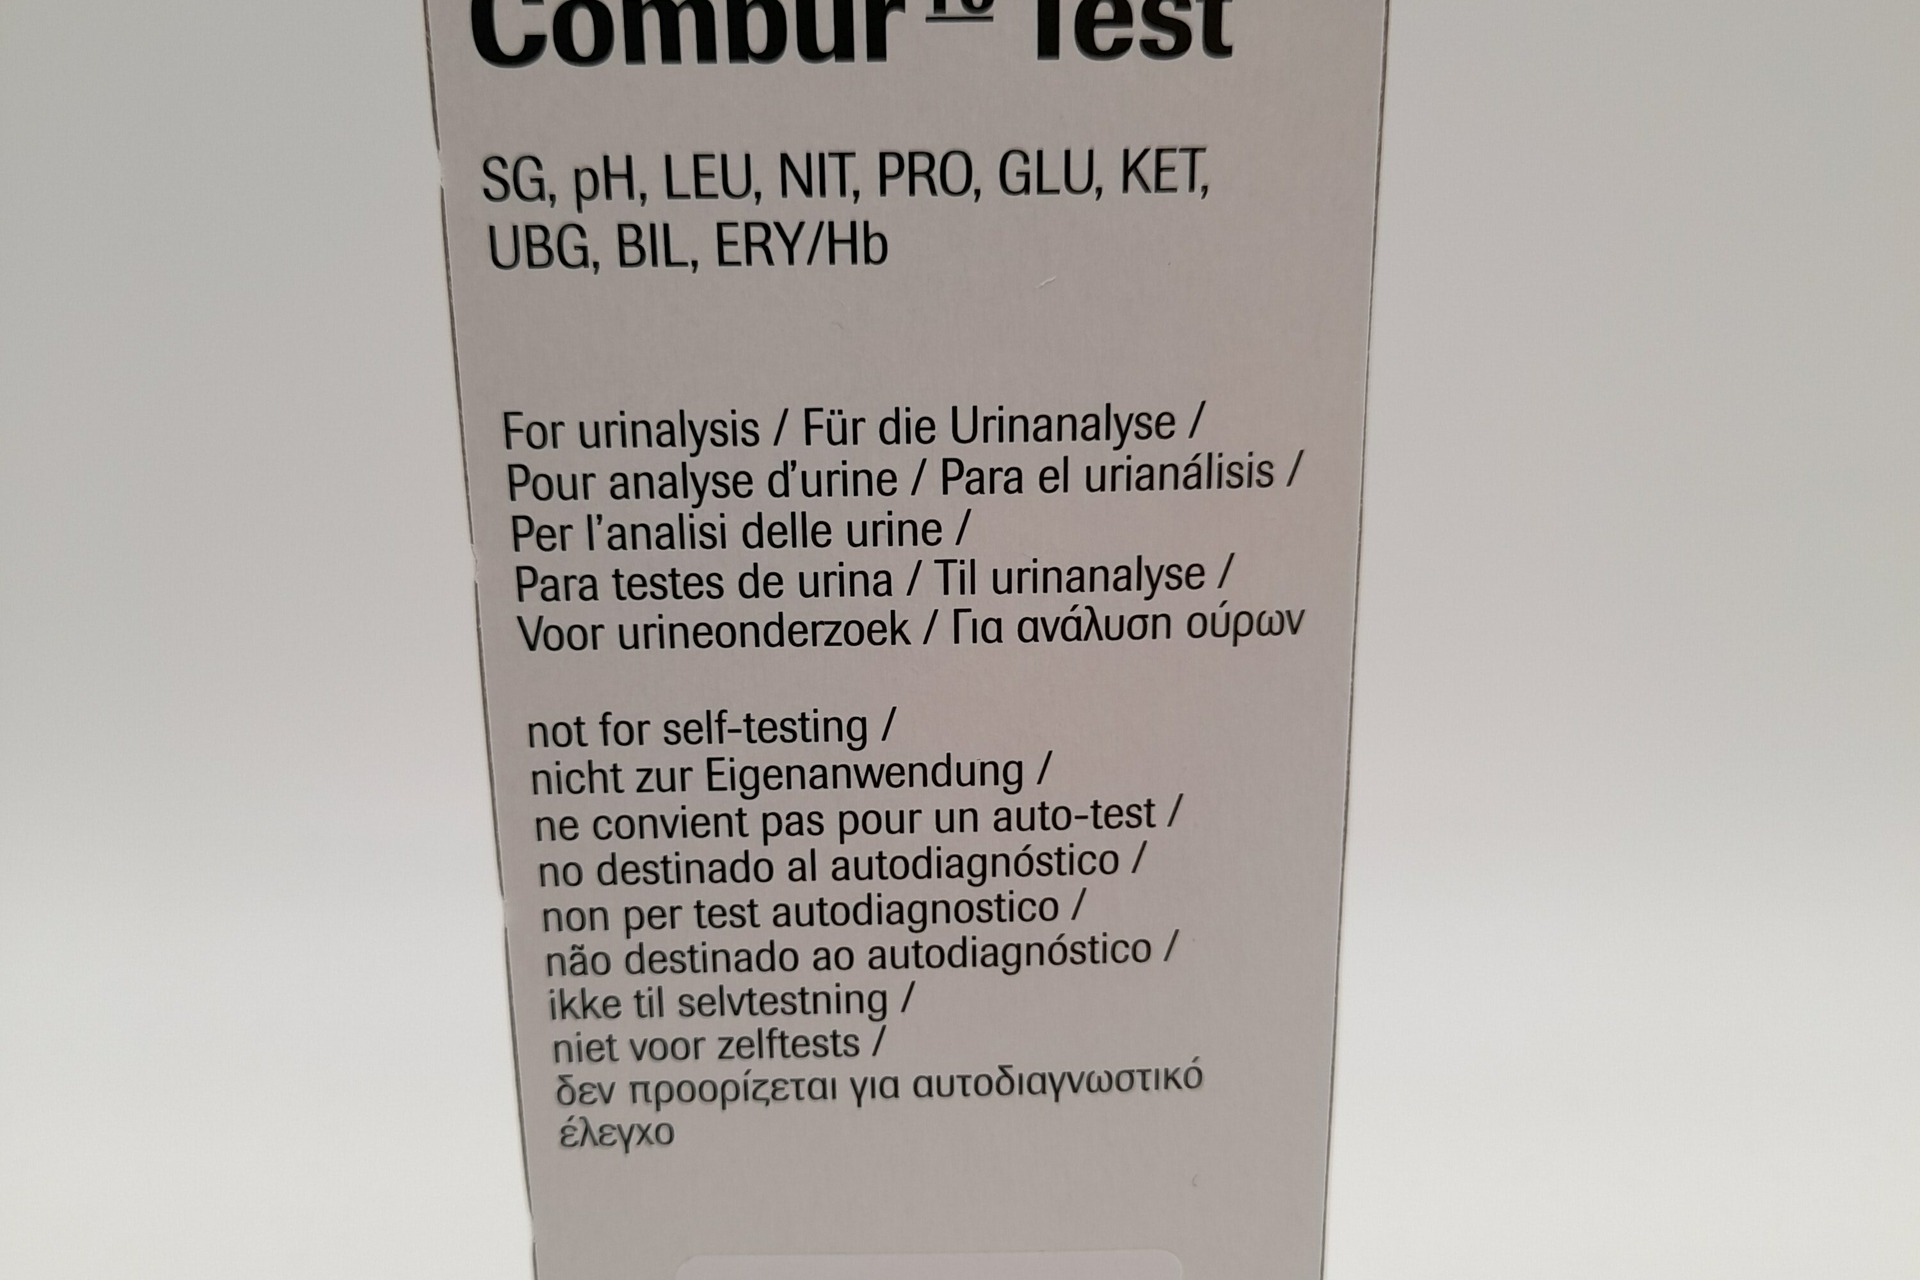 Combur 10 Test
SG, pH, LEU, NIT, PRO, GLU, KET,
UBG, BIL, ERY/Hb
For urinalysis / Für die Urinanalyse /
Pour analyse d'urine / Para el urianálisis /
Per l'analisi delle urine /
Para testes de urina / Til urinanalyse /
Voor urineonderzoek / Για ανάλυση ούρων
not for self-testing /
nicht zur Eigenanwendung /
ne convient pas pour un auto-test /
no destinado al autodiagnóstico /
non per test autodiagnostico /
não destinado ao autodiagnóstico /
ikke til selvtestning /
niet voor zelftests /
δεν προορίζεται για αυτοδιαγνωστικό
έλεγχο